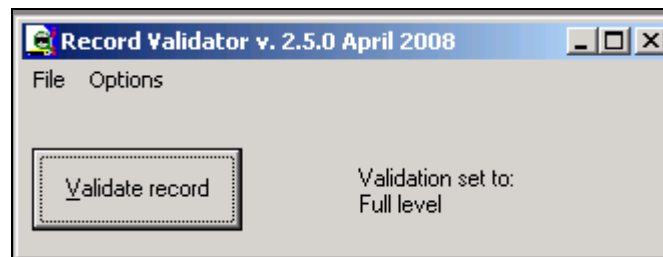 Record Validator v. 2.5.0 April 2008
File Options
Validate record
Validation set to:
Full level